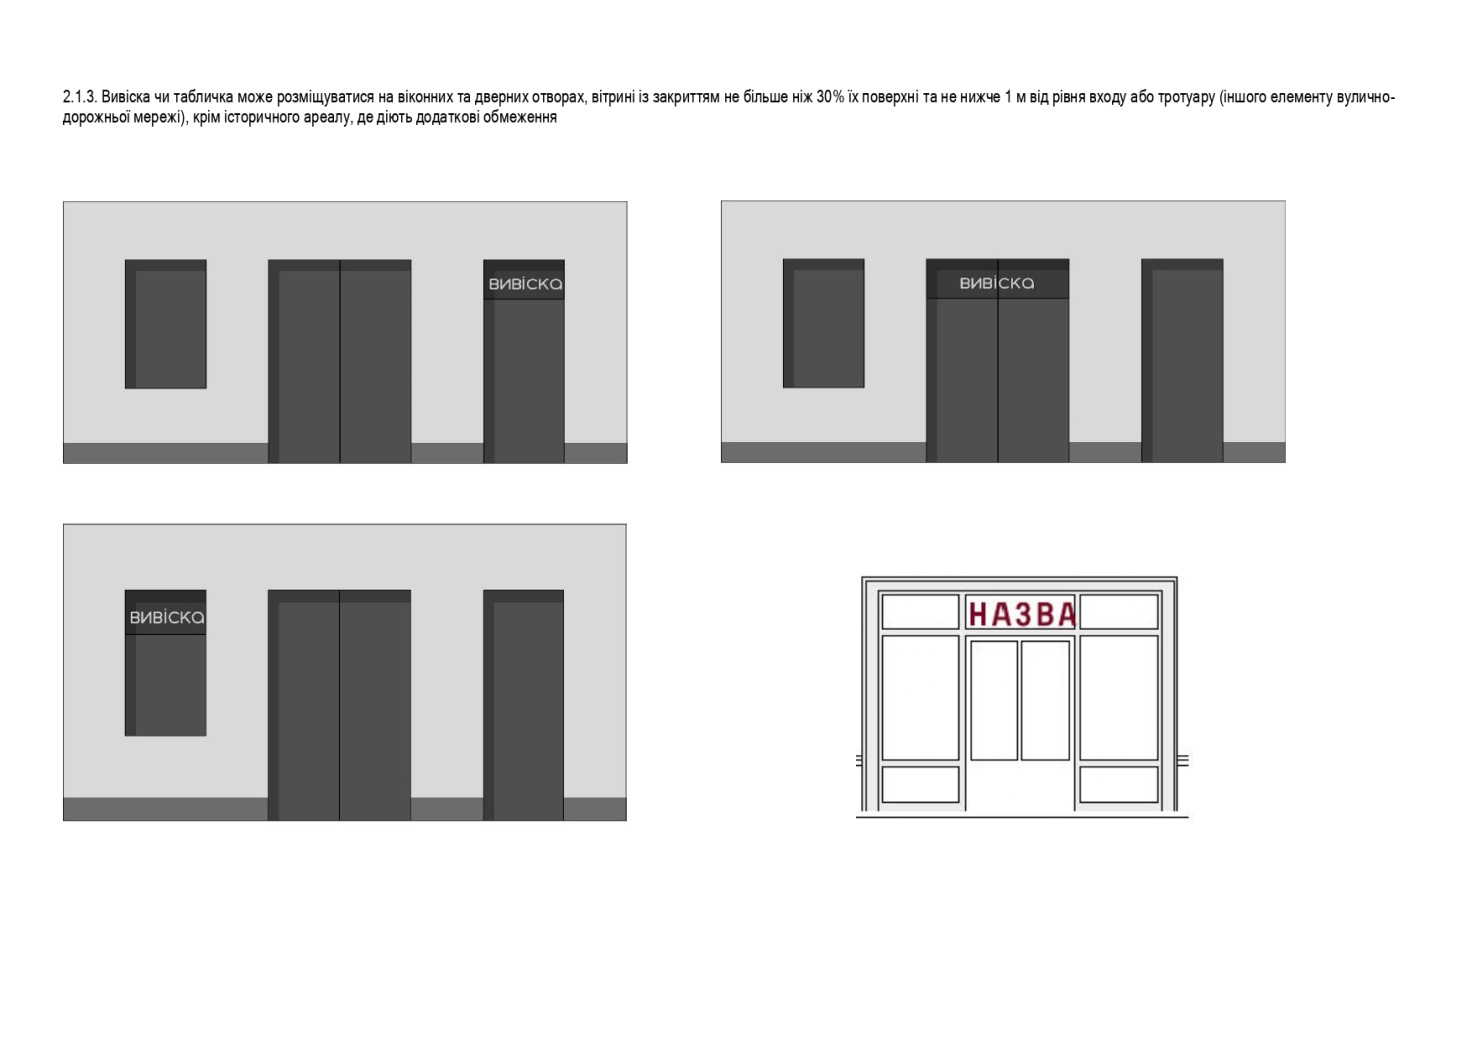 2.1.3. Вивіска чи табличка може розміщуватися на віконних та дверних отворах, вітрині із закриттям не більше ніж 30% їх поверхні та не нижче 1 м від рівня входу або тротуару (іншого елементу вулично-
дорожньої мережі), крім історичного ареалу, де діють додаткові обмеження
вивіска
вивіска
вивіска
НАЗВА